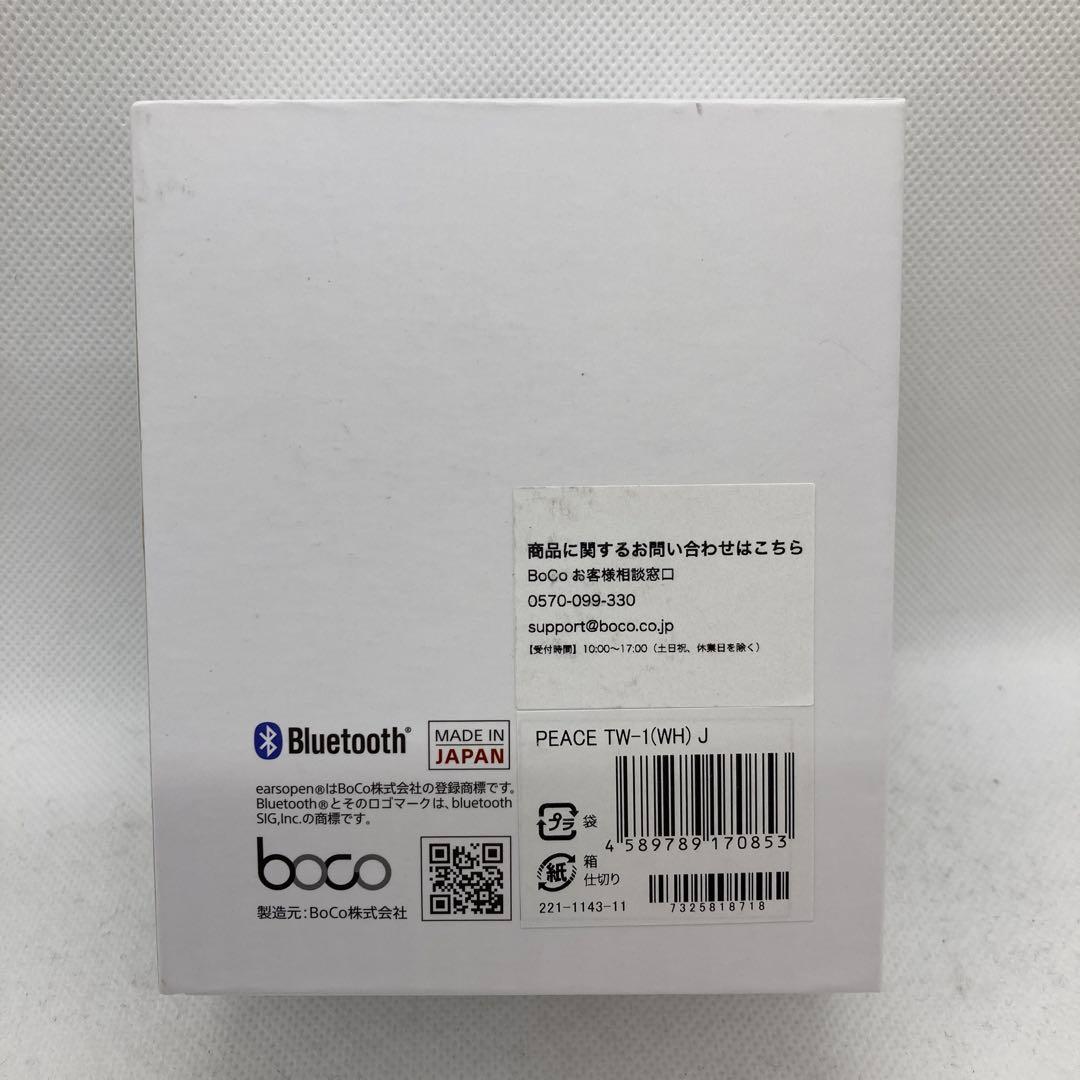 商品に関するお問い合わせはこちら
BoCo お客様相談窓口
0570-099-330
support@boco.co.jp
【受付時間】10:00～17:00（土日祝、休業日を除く）
Bluetooth®
MADE IN
JAPAN
earsopen®はBoCo株式会社の登録商標です。
Bluetooth®とそのロゴマークは、bluetooth
SIG,Inc.の商標です。
boco
製造元：BoCo株式会社
PEACE TW-1(WH) J
プラ 袋
4 589789 170853
紙 箱
仕切り
221-1143-11
7325818718